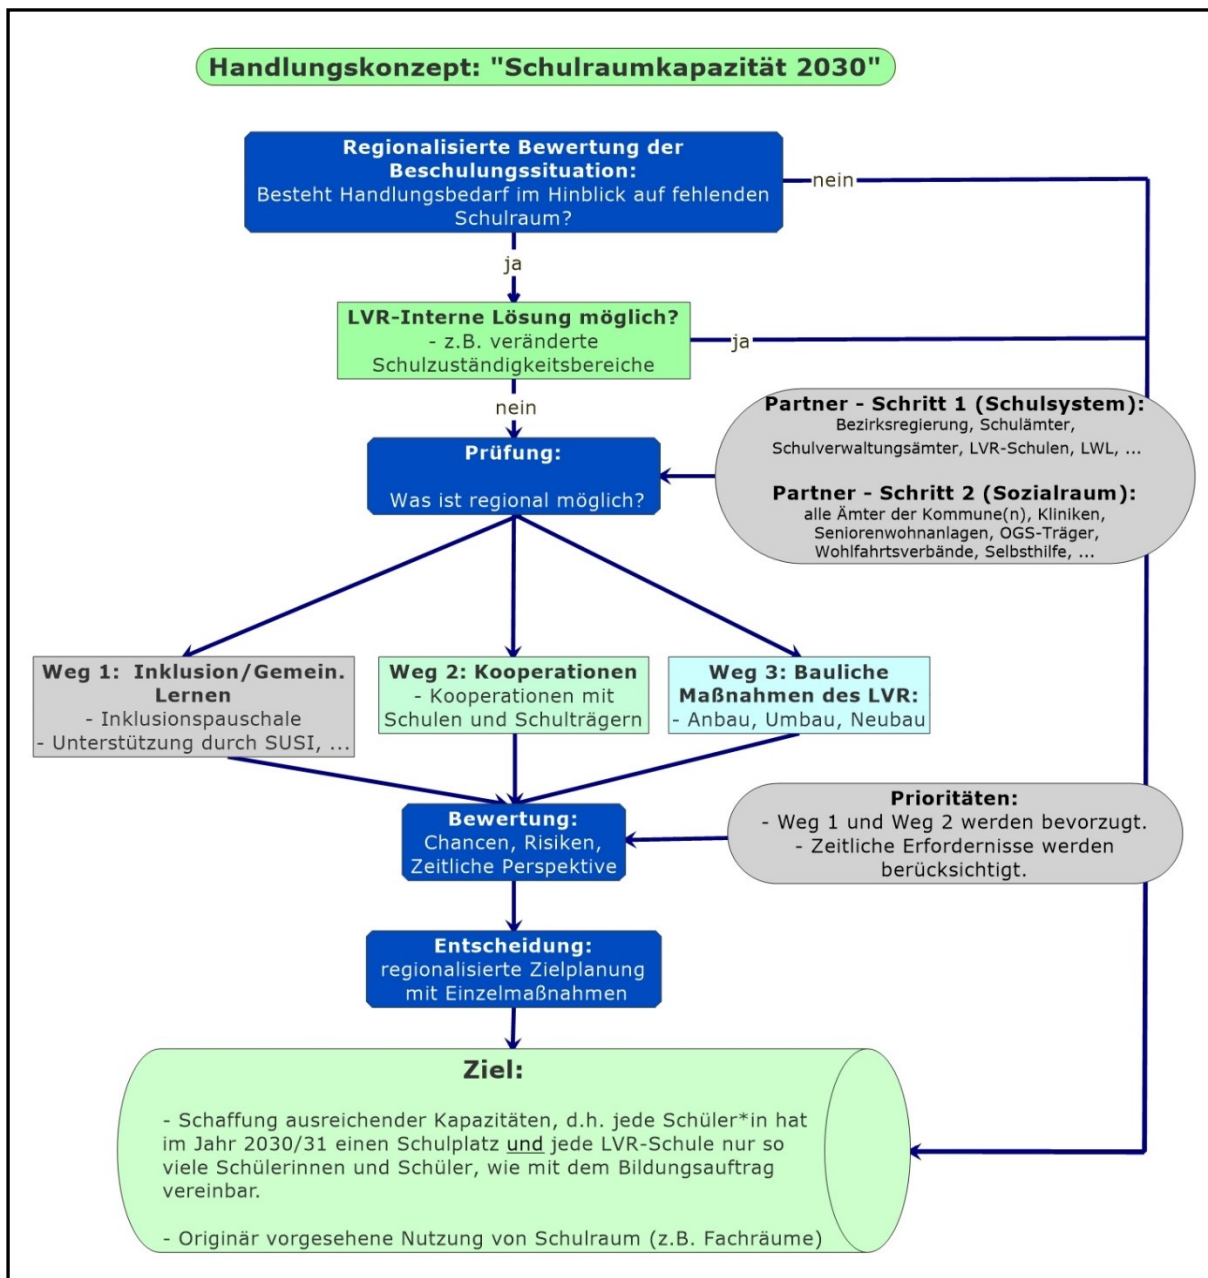 Handlungskonzept: "Schulraumkapazität 2030"
Regionalisierte Bewertung der
Beschulungssituation:
Besteht Handlungsbedarf im Hinblick auf fehlenden
Schulraum?
nein
ja
LVR-Interne Lösung möglich?
- z.B. veränderte
Schulzuständigkeitsbereiche
ja
nein
Partner - Schritt 1 (Schulsystem):
Bezirksregierung, Schulämter,
Schulverwaltungsämter, LVR-Schulen, LWL, ...
Partner - Schritt 2 (Sozialraum):
alle Ämter der Kommune(n), Kliniken,
Seniorenwohnanlagen, OGS-Träger,
Wohlfahrtsverbände, Selbsthilfe, ...
Prüfung:
Was ist regional möglich?
Weg 1:  Inklusion/Gemein.
Lernen
- Inklusionspauschale
- Unterstützung durch SUSI, ...
Weg 2: Kooperationen
- Kooperationen mit
Schulen und Schulträgern
Weg 3: Bauliche
Maßnahmen des LVR:
- Anbau, Umbau, Neubau
Prioritäten:
- Weg 1 und Weg 2 werden bevorzugt.
- Zeitliche Erfordernisse werden
berücksichtigt.
Bewertung:
Chancen, Risiken,
Zeitliche Perspektive
Entscheidung:
regionalisierte Zielplanung
mit Einzelmaßnahmen
Ziel:
- Schaffung ausreichender Kapazitäten, d.h. jede Schüler*in hat
im Jahr 2030/31 einen Schulplatz und jede LVR-Schule nur so
viele Schülerinnen und Schüler, wie mit dem Bildungsauftrag
vereinbar.
- Originär vorgesehene Nutzung von Schulraum (z.B. Fachräume)